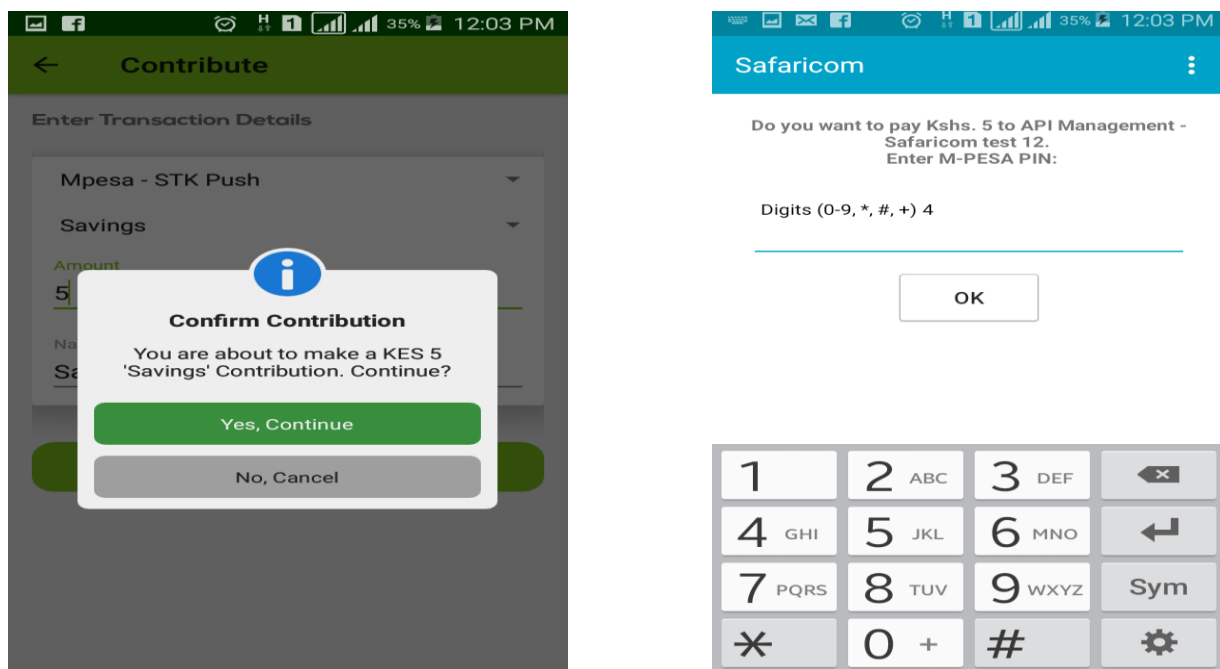 35% 12:03 PM
Contribute
Enter Transaction Details
Mpesa - STK Push
Savings
Amount
5
Confirm Contribution
You are about to make a KES 5
'Savings' Contribution. Continue?
Yes, Continue
No, Cancel
H 1 35% 12:03 PM
Safaricom
Do you want to pay Kshs. 5 to API Management -
Safaricom test 12.
Enter M-PESA PIN:
Digits (0-9, *, #, +) 4
OK
1 2 ABC 3 DEF
4 GHI 5 JKL 6 MNO
7 PQRS 8 TUV 9 WXYZ Sym
* 0 + #